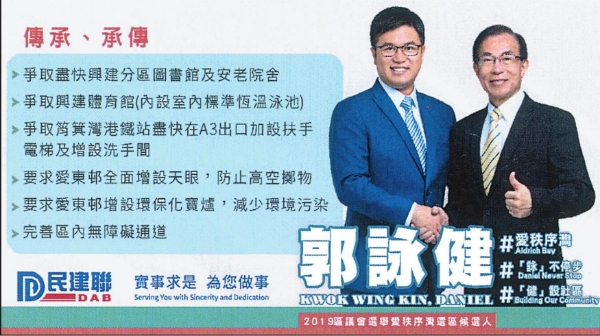 傳承、承傳
爭取盡快興建分區圖書館及安老院舍
爭取興建體育館(內設室內標準恆溫泳池)
爭取筲箕灣港鐵站盡快在A3出口加設扶手
電梯及增設洗手間
要求愛東邨全面增設天眼，防止高空擲物
要求愛東邨增設環保化寶爐，減少環境污染
完善區內無障礙通道
民建聯
DAB
實事求是 為您做事
Serving You with Sincerity and Dedication
郭詠健
KWOK WING KIN, DANIEL
#愛秩序灣
Aldrich Bay
#「詠」不停步
Daniel Never Stop
#「健」設社區
Building Our Community
2019區議會選舉愛秩序灣選區候選人